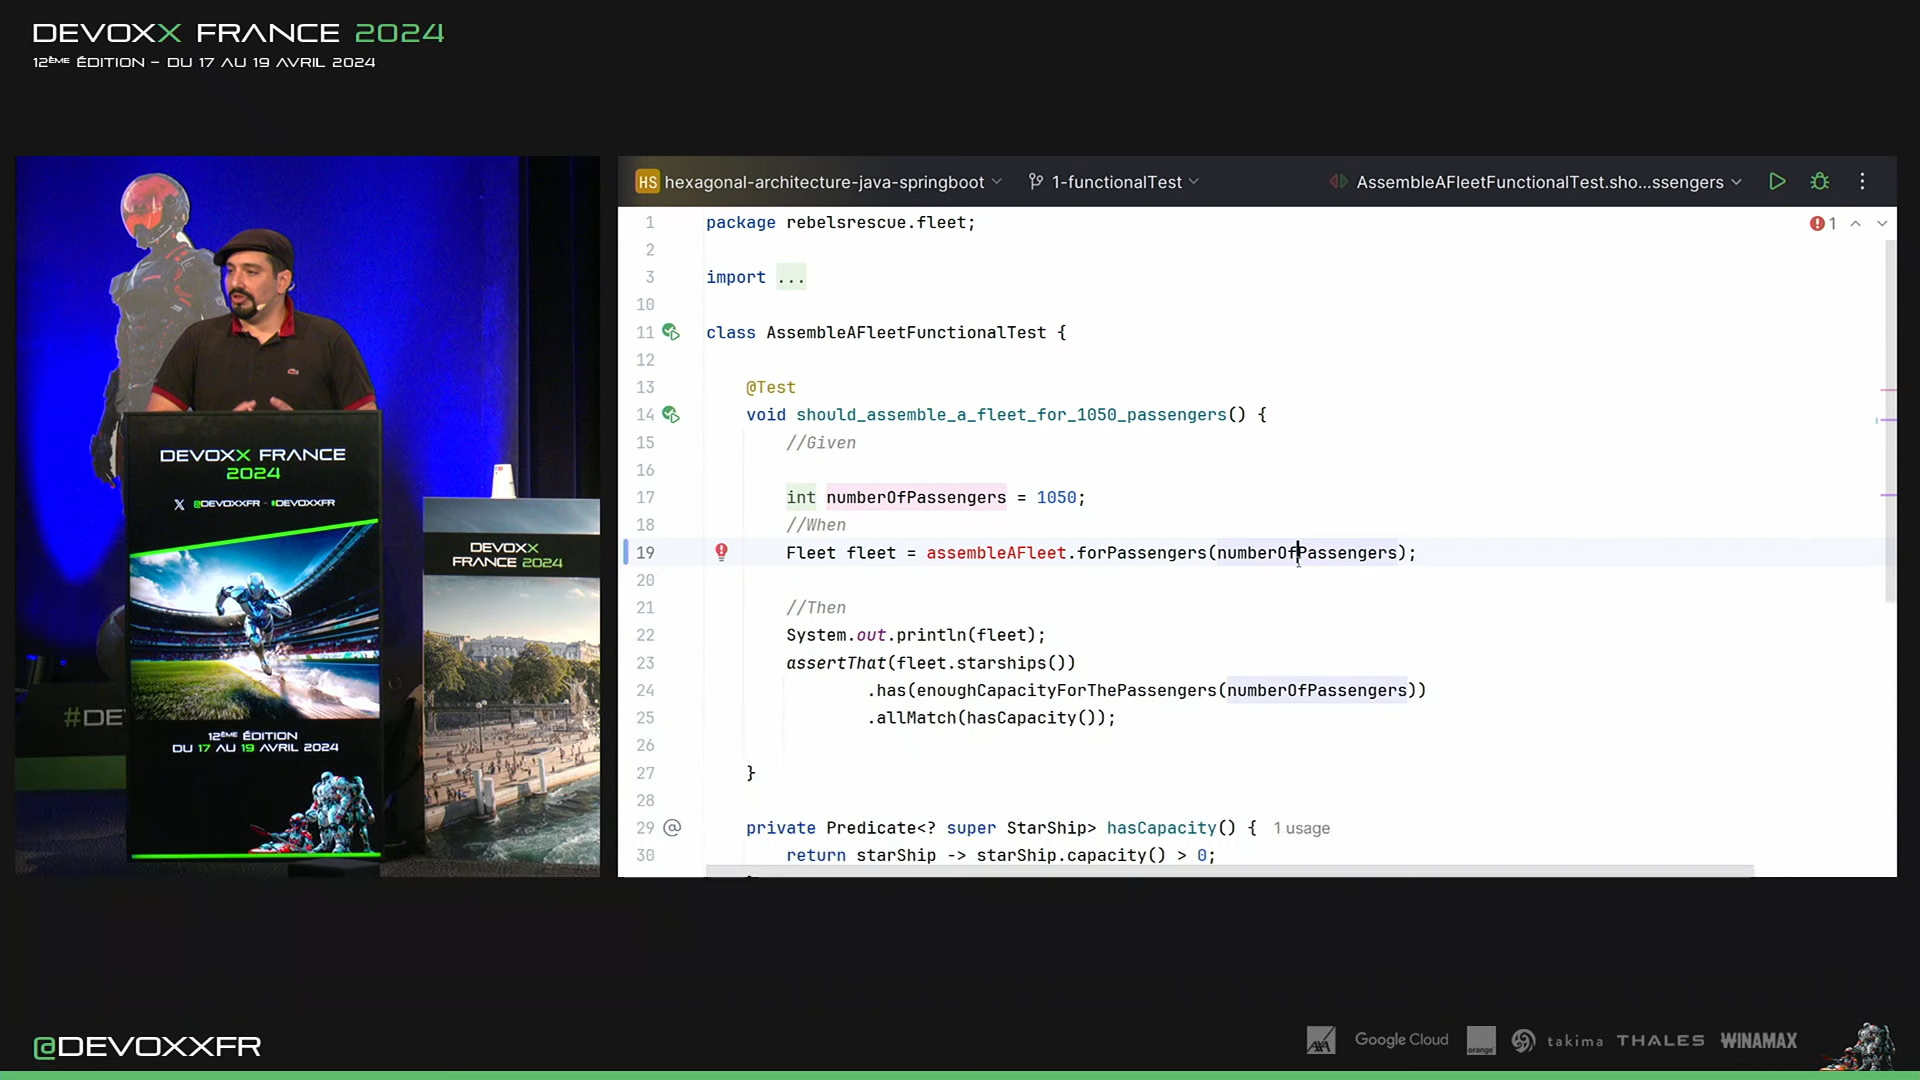 DEVOXX FRANCE 2024
12ÈME ÉDITION - DU 17 AU 19 AVRIL 2024
DEVOXX FRANCE
2024
X @DEVOXXFR - #DEVOXXFR
12ÈME ÉDITION
DU 17 AU 19 AVRIL 2024
#DE
DEVOXX
FRANCE 2024
HS hexagonal-architecture-java-springboot 1-functionalTest AssembleAFleetFunctionalTest.sho...ssengers
1 package rebelsrescue.fleet; 1
2
3 import ...
10
11 class AssembleAFleetFunctionalTest {
12
13 @Test
14 void should_assemble_a_fleet_for_1050_passengers() {
15 //Given
16
17 int numberOfPassengers = 1050;
18 //When
19 Fleet fleet = assembleAFleet.forPassengers(numberOfPassengers);
20
21 //Then
22 System.out.println(fleet);
23 assertThat(fleet.starships())
24 .has(enoughCapacityForThePassengers(numberOfPassengers))
25 .allMatch(hasCapacity());
26
27 }
28
29 @ private Predicate<? super StarShip> hasCapacity() { 1 usage
30 return starShip -> starShip.capacity() > 0;
@DEVOXXFR
AXA Google Cloud orange takima THALES WINAMAX